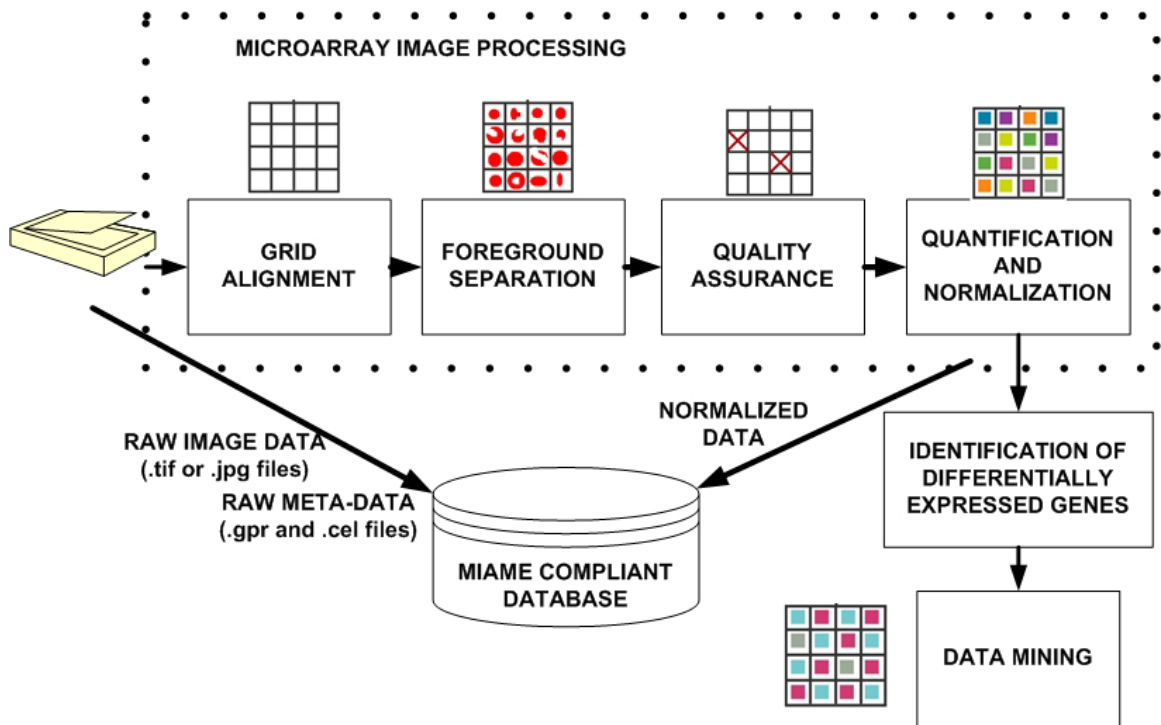 MICROARRAY IMAGE PROCESSING
GRID
ALIGNMENT
FOREGROUND
SEPARATION
QUALITY
ASSURANCE
QUANTIFICATION
AND
NORMALIZATION
RAW IMAGE DATA
(.tif or .jpg files)
RAW META-DATA
(.gpr and .cel files)
NORMALIZED
DATA
MIAME COMPLIANT
DATABASE
IDENTIFICATION OF
DIFFERENTIALLY
EXPRESSED GENES
DATA MINING